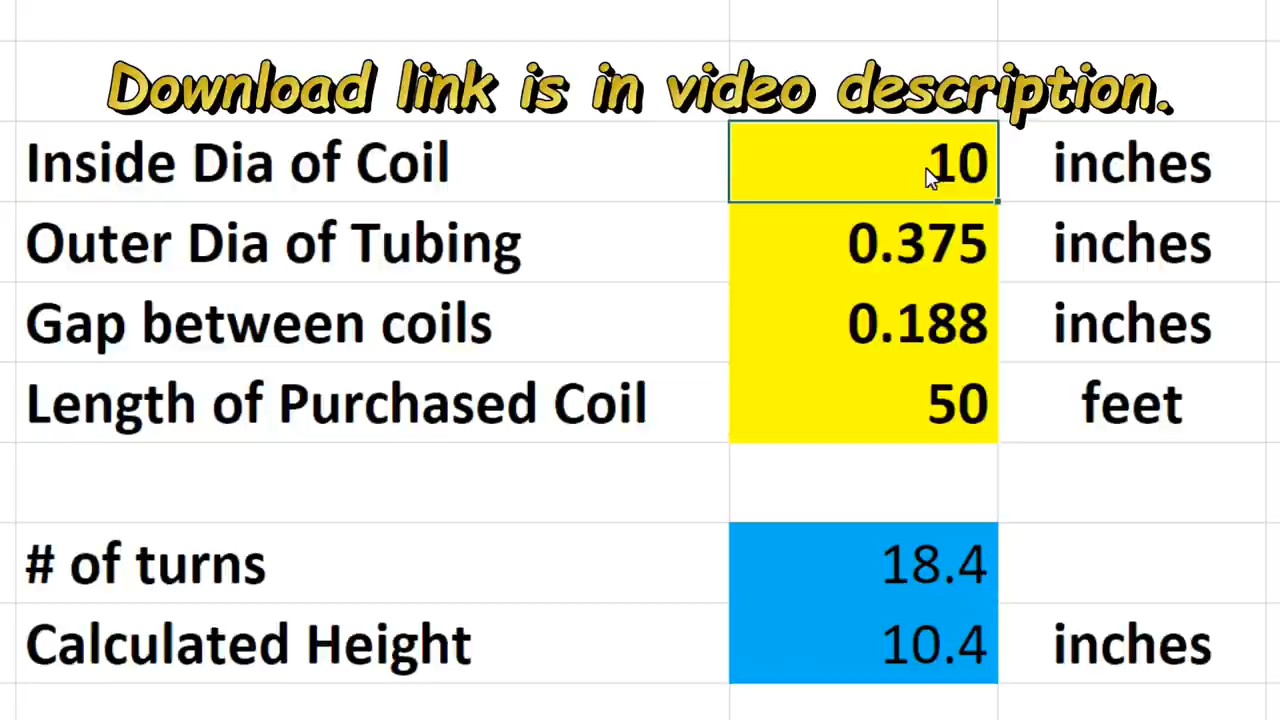 Download link is in video description.
Inside Dia of Coil 10 inches
Outer Dia of Tubing 0.375 inches
Gap between coils 0.188 inches
Length of Purchased Coil 50 feet
# of turns 18.4
Calculated Height 10.4 inches